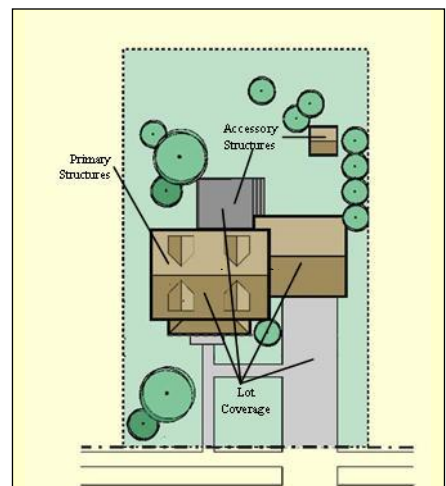 Accessory
Structures
Primary
Structures
Lot
Coverage